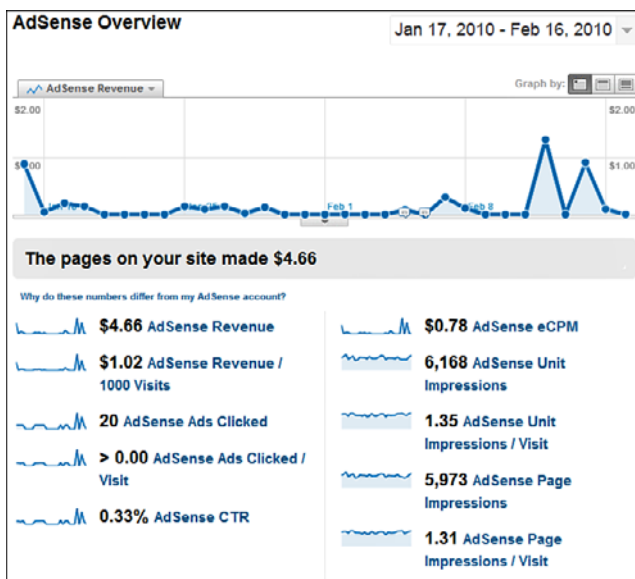 AdSense Overview
Jan 17, 2010 - Feb 16, 2010
AdSense Revenue
Graph by:
$2.00
$2.00
$1.00
Feb 1
Feb 8
The pages on your site made $4.66
Why do these numbers differ from my AdSense account?
$4.66 AdSense Revenue
$1.02 AdSense Revenue /
1000 Visits
20 AdSense Ads Clicked
> 0.00 AdSense Ads Clicked /
Visit
0.33% AdSense CTR
$0.78 AdSense eCPM
6,168 AdSense Unit
Impressions
1.35 AdSense Unit
Impressions / Visit
5,973 AdSense Page
Impressions
1.31 AdSense Page
Impressions / Visit